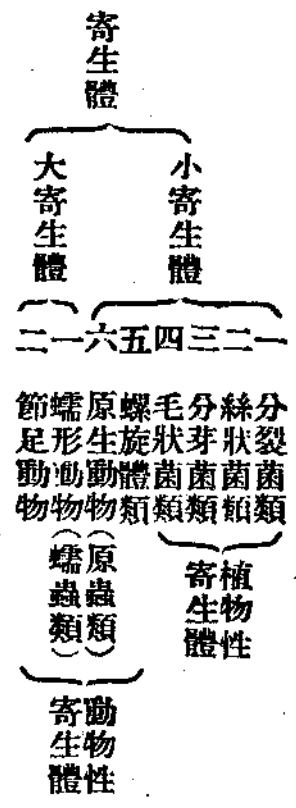 寄生體
小寄生體
一 分裂菌類
二 絲狀菌館
三 分芽菌類
四 毛狀菌類
五 螺旋體類
六 原生動物（原蟲類）
植物性
寄生體
大寄生體
一 蠕形動物（蠕蟲類）
二 節足動物
動物性
寄生體